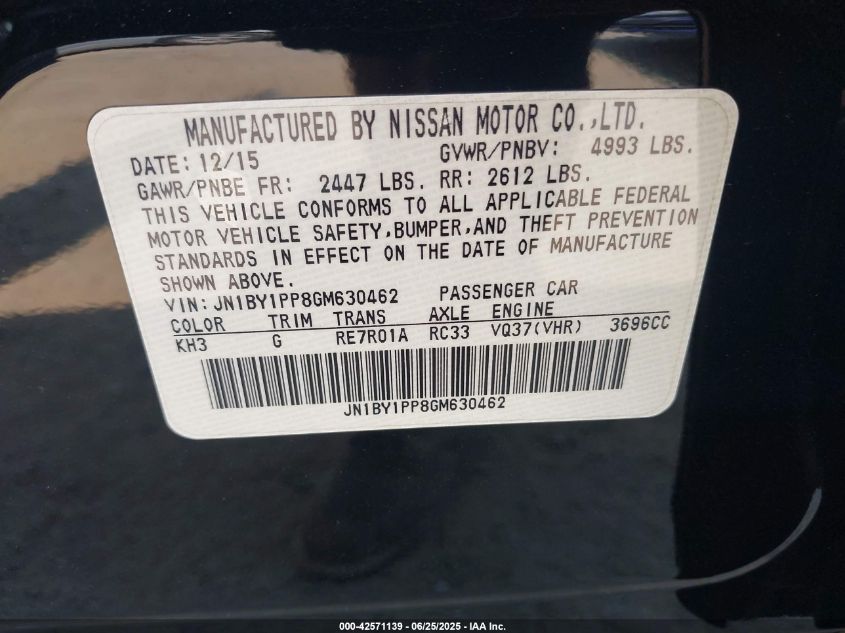 MANUFACTURED BY NISSAN MOTOR CO.,LTD.
DATE: 12/15 GVWR/PNBV: 4993 LBS.
GAWR/PNBE FR: 2447 LBS. RR: 2612 LBS.
THIS VEHICLE CONFORMS TO ALL APPLICABLE FEDERAL
MOTOR VEHICLE SAFETY,BUMPER,AND THEFT PREVENTION
STANDARDS IN EFFECT ON THE DATE OF MANUFACTURE
SHOWN ABOVE.
VIN: JN1BY1PP8GM630462 PASSENGER CAR
COLOR TRIM TRANS AXLE ENGINE
KH3 G RE7R01A RC33 VQ37(VHR) 3696CC
JN1BY1PP8GM630462
000-42571139 - 06/25/2025 - IAA Inc.